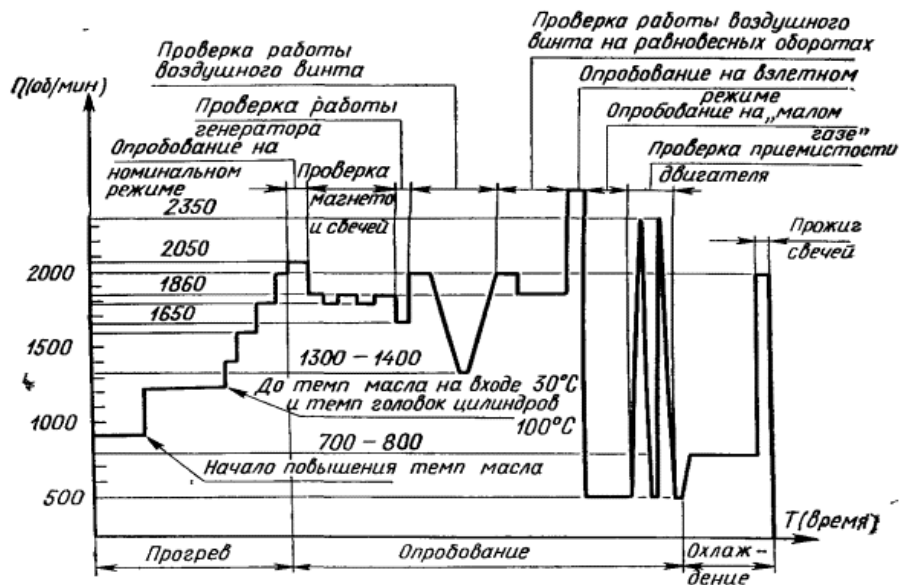 Проверка работы
воздушного винта
Проверка работы воздушного
винта на равновесных оборотах
η(об/мин)
Проверка работы
генератора
Опробование на взлетном
режиме
Опробование на „малом
газе"
Опробование на
номинальном
режиме
Проверка
магнето
и свечей
Проверка приемистости
двигателя
Прожиг
свечей
2350
2050
2000
1860
1650
1500
1300 – 1400
До темп масла на входе 30°С
и темп головок цилиндров
100°С
1000
700 – 800
Начало повышения темп масла
500
Т(время)
Прогрев
Опробование
Охлаж –
дение